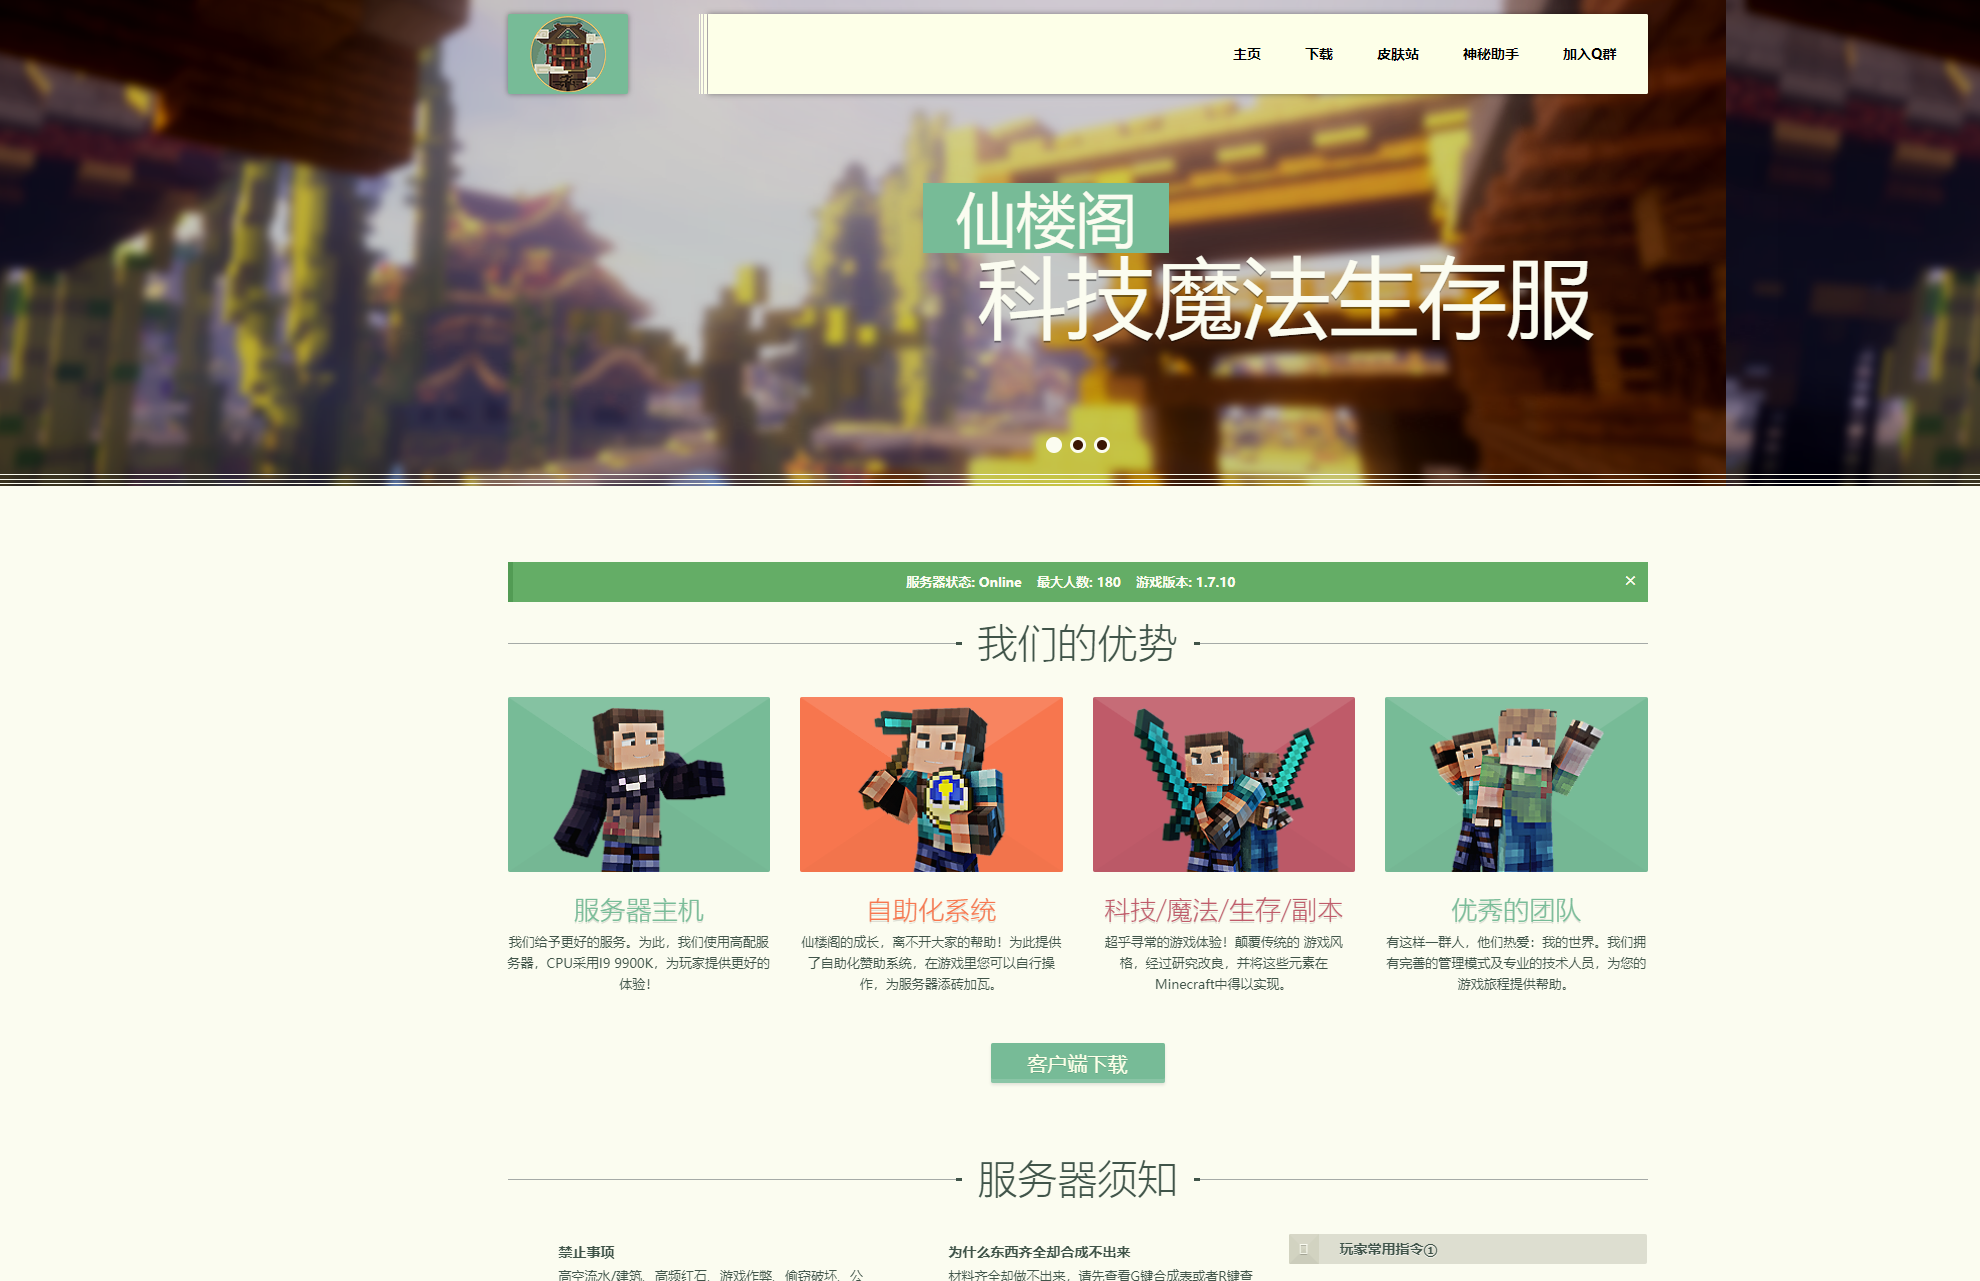 主页 下载 皮肤站 神秘助手 加入Q群
仙楼阁
科技魔法生存服
服务器状态: Online 最大人数: 180 游戏版本: 1.7.10 ×
我们的优势
服务器主机
我们给予更好的服务。为此，我们使用高配服
务器，CPU采用I9 9900K，为玩家提供更好的
体验！
自助化系统
仙楼阁的成长，离不开大家的帮助！为此提供
了自助化赞助系统，在游戏里您可以自行操
作，为服务器添砖加瓦。
科技/魔法/生存/副本
超乎寻常的游戏体验！颠覆传统的 游戏风
格，经过研究改良，并将这些元素在
Minecraft中得以实现。
优秀的团队
有这样一群人，他们热爱：我的世界。我们拥
有完善的管理模式及专业的技术人员，为您的
游戏旅程提供帮助。
客户端下载
服务器须知
禁止事项
高空流水/建筑、高频红石、游戏作弊、偷窃破坏、公
为什么东西齐全却合成不出来
材料齐全却做不出来，请先查看G键合成表或者R键查
玩家常用指令①